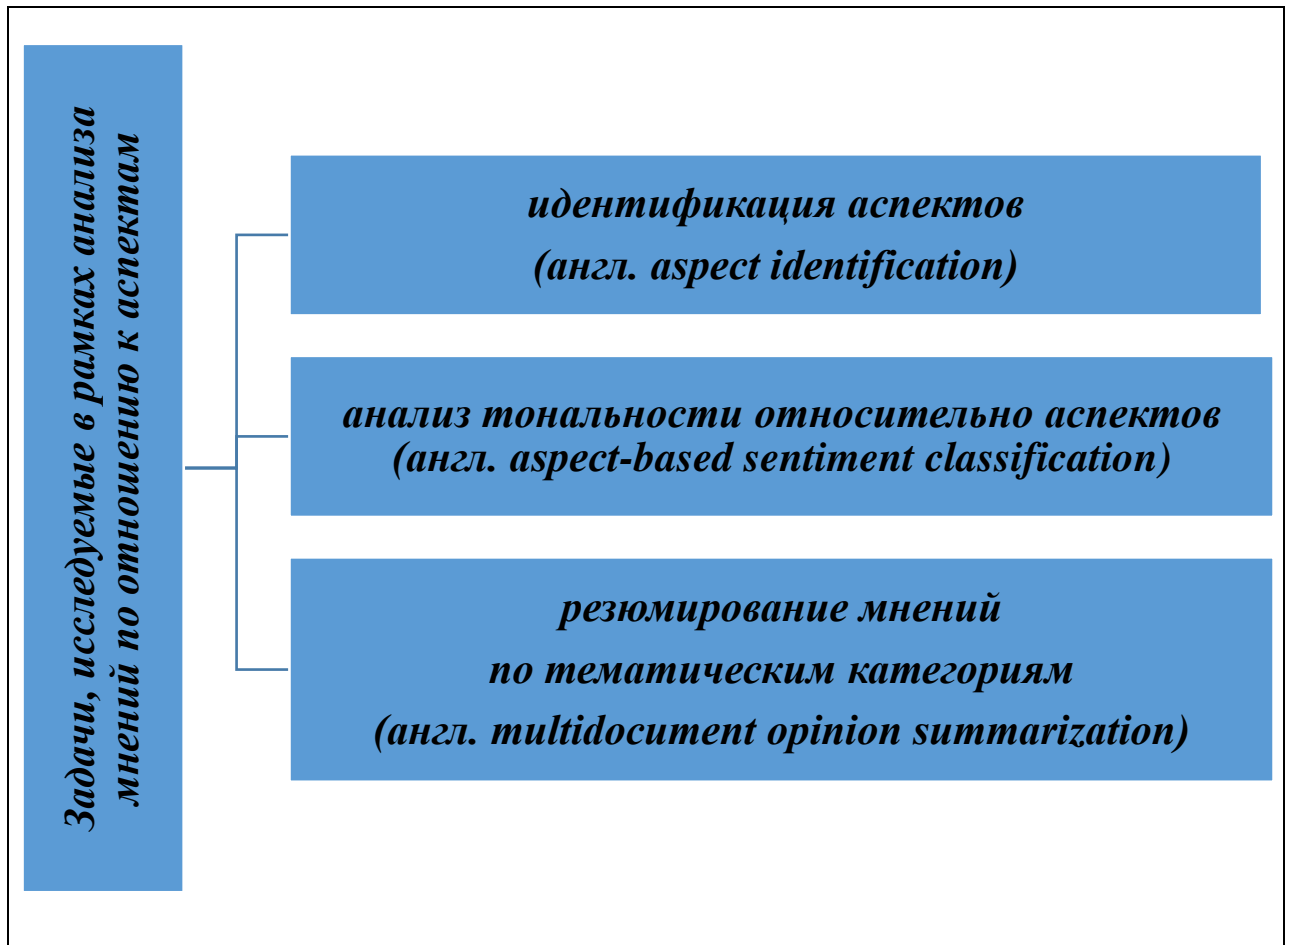 Задачи, исследуемые в рамках анализа
мнений по отношению к аспектам
идентификация аспектов
(англ. aspect identification)
анализ тональности относительно аспектов
(англ. aspect-based sentiment classification)
резюмирование мнений
по тематическим категориям
(англ. multidocument opinion summarization)